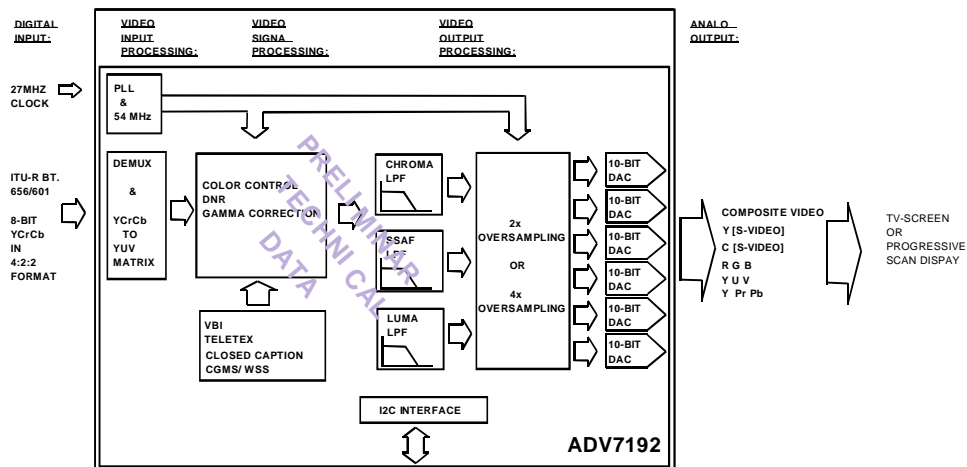 DIGITAL
INPUT:
VIDEO
INPUT
PROCESSING:
VIDEO
SIGNA
PROCESSING:
VIDEO
OUTPUT
PROCESSING:
ANALO
OUTPUT:
27MHZ
CLOCK
PLL
&
54 MHz
ITU-R BT.
656/601
8-BIT
YCrCb
IN
4:2:2
FORMAT
DEMUX
&
YCrCb
TO
YUV
MATRIX
COLOR CONTROL
DNR
GAMMA CORRECTION
VBI
TELETEX
CLOSED CAPTION
CGMS/ WSS
CHROMA
LPF
SSAF
LPF
LUMA
LPF
2x
OVERSAMPLING
OR
4x
OVERSAMPLING
10-BIT
DAC
10-BIT
DAC
10-BIT
DAC
10-BIT
DAC
10-BIT
DAC
10-BIT
DAC
COMPOSITE VIDEO
Y [S-VIDEO]
C [S-VIDEO]
R G B
Y U V
Y Pr Pb
TV-SCREEN
OR
PROGRESSIVE
SCAN DISPAY
I2C INTERFACE
ADV7192
PRELIMINAR
TECHNI CAL
DATA